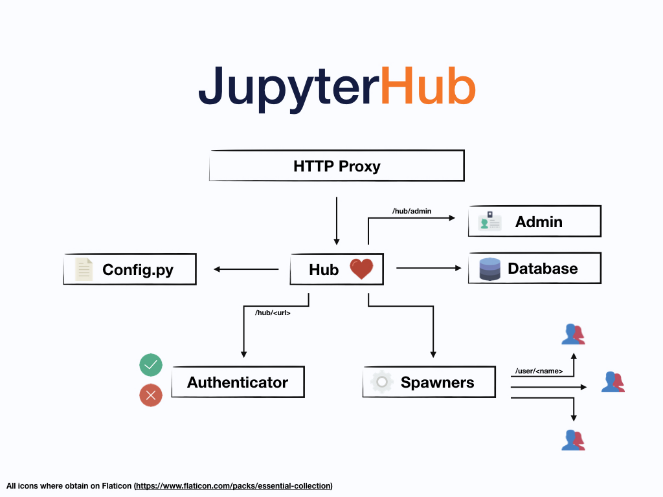 JupyterHub
HTTP Proxy
/hub/admin
Admin
Config.py
Hub
Database
/hub/<url>
Authenticator
Spawners
/user/<name>
All icons where obtain on Flaticon (https://www.flaticon.com/packs/essential-collection)